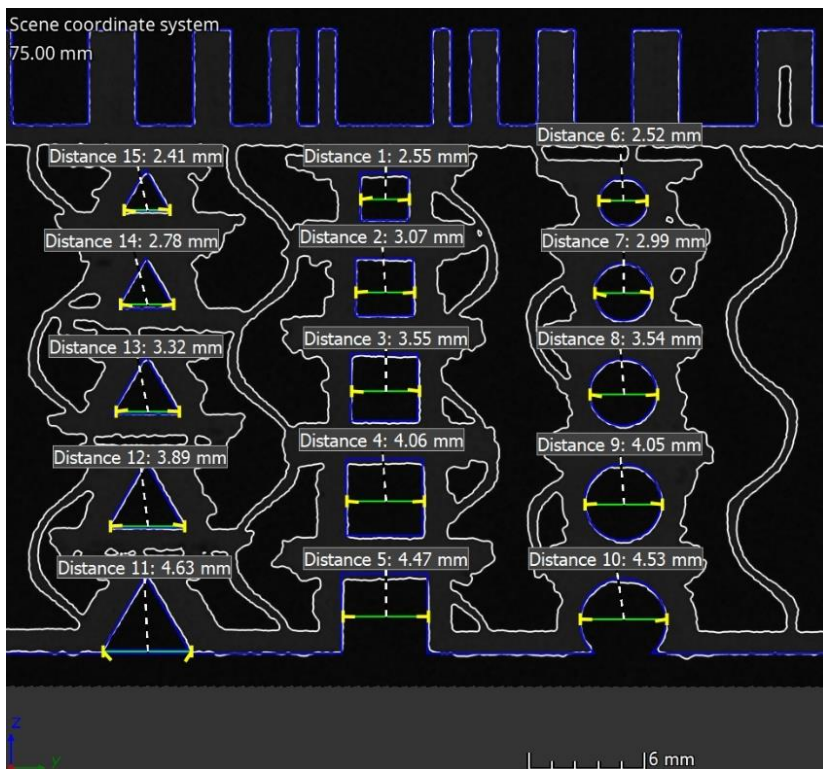 Scene coordinate system
75.00 mm
Distance 6: 2.52 mm
Distance 15: 2.41 mm
Distance 1: 2.55 mm
Distance 14: 2.78 mm
Distance 2: 3.07 mm
Distance 7: 2.99 mm
Distance 13: 3.32 mm
Distance 3: 3.55 mm
Distance 8: 3.54 mm
Distance 12: 3.89 mm
Distance 4: 4.06 mm
Distance 9: 4.05 mm
Distance 11: 4.63 mm
Distance 5: 4.47 mm
Distance 10: 4.53 mm
Z
Y
6 mm